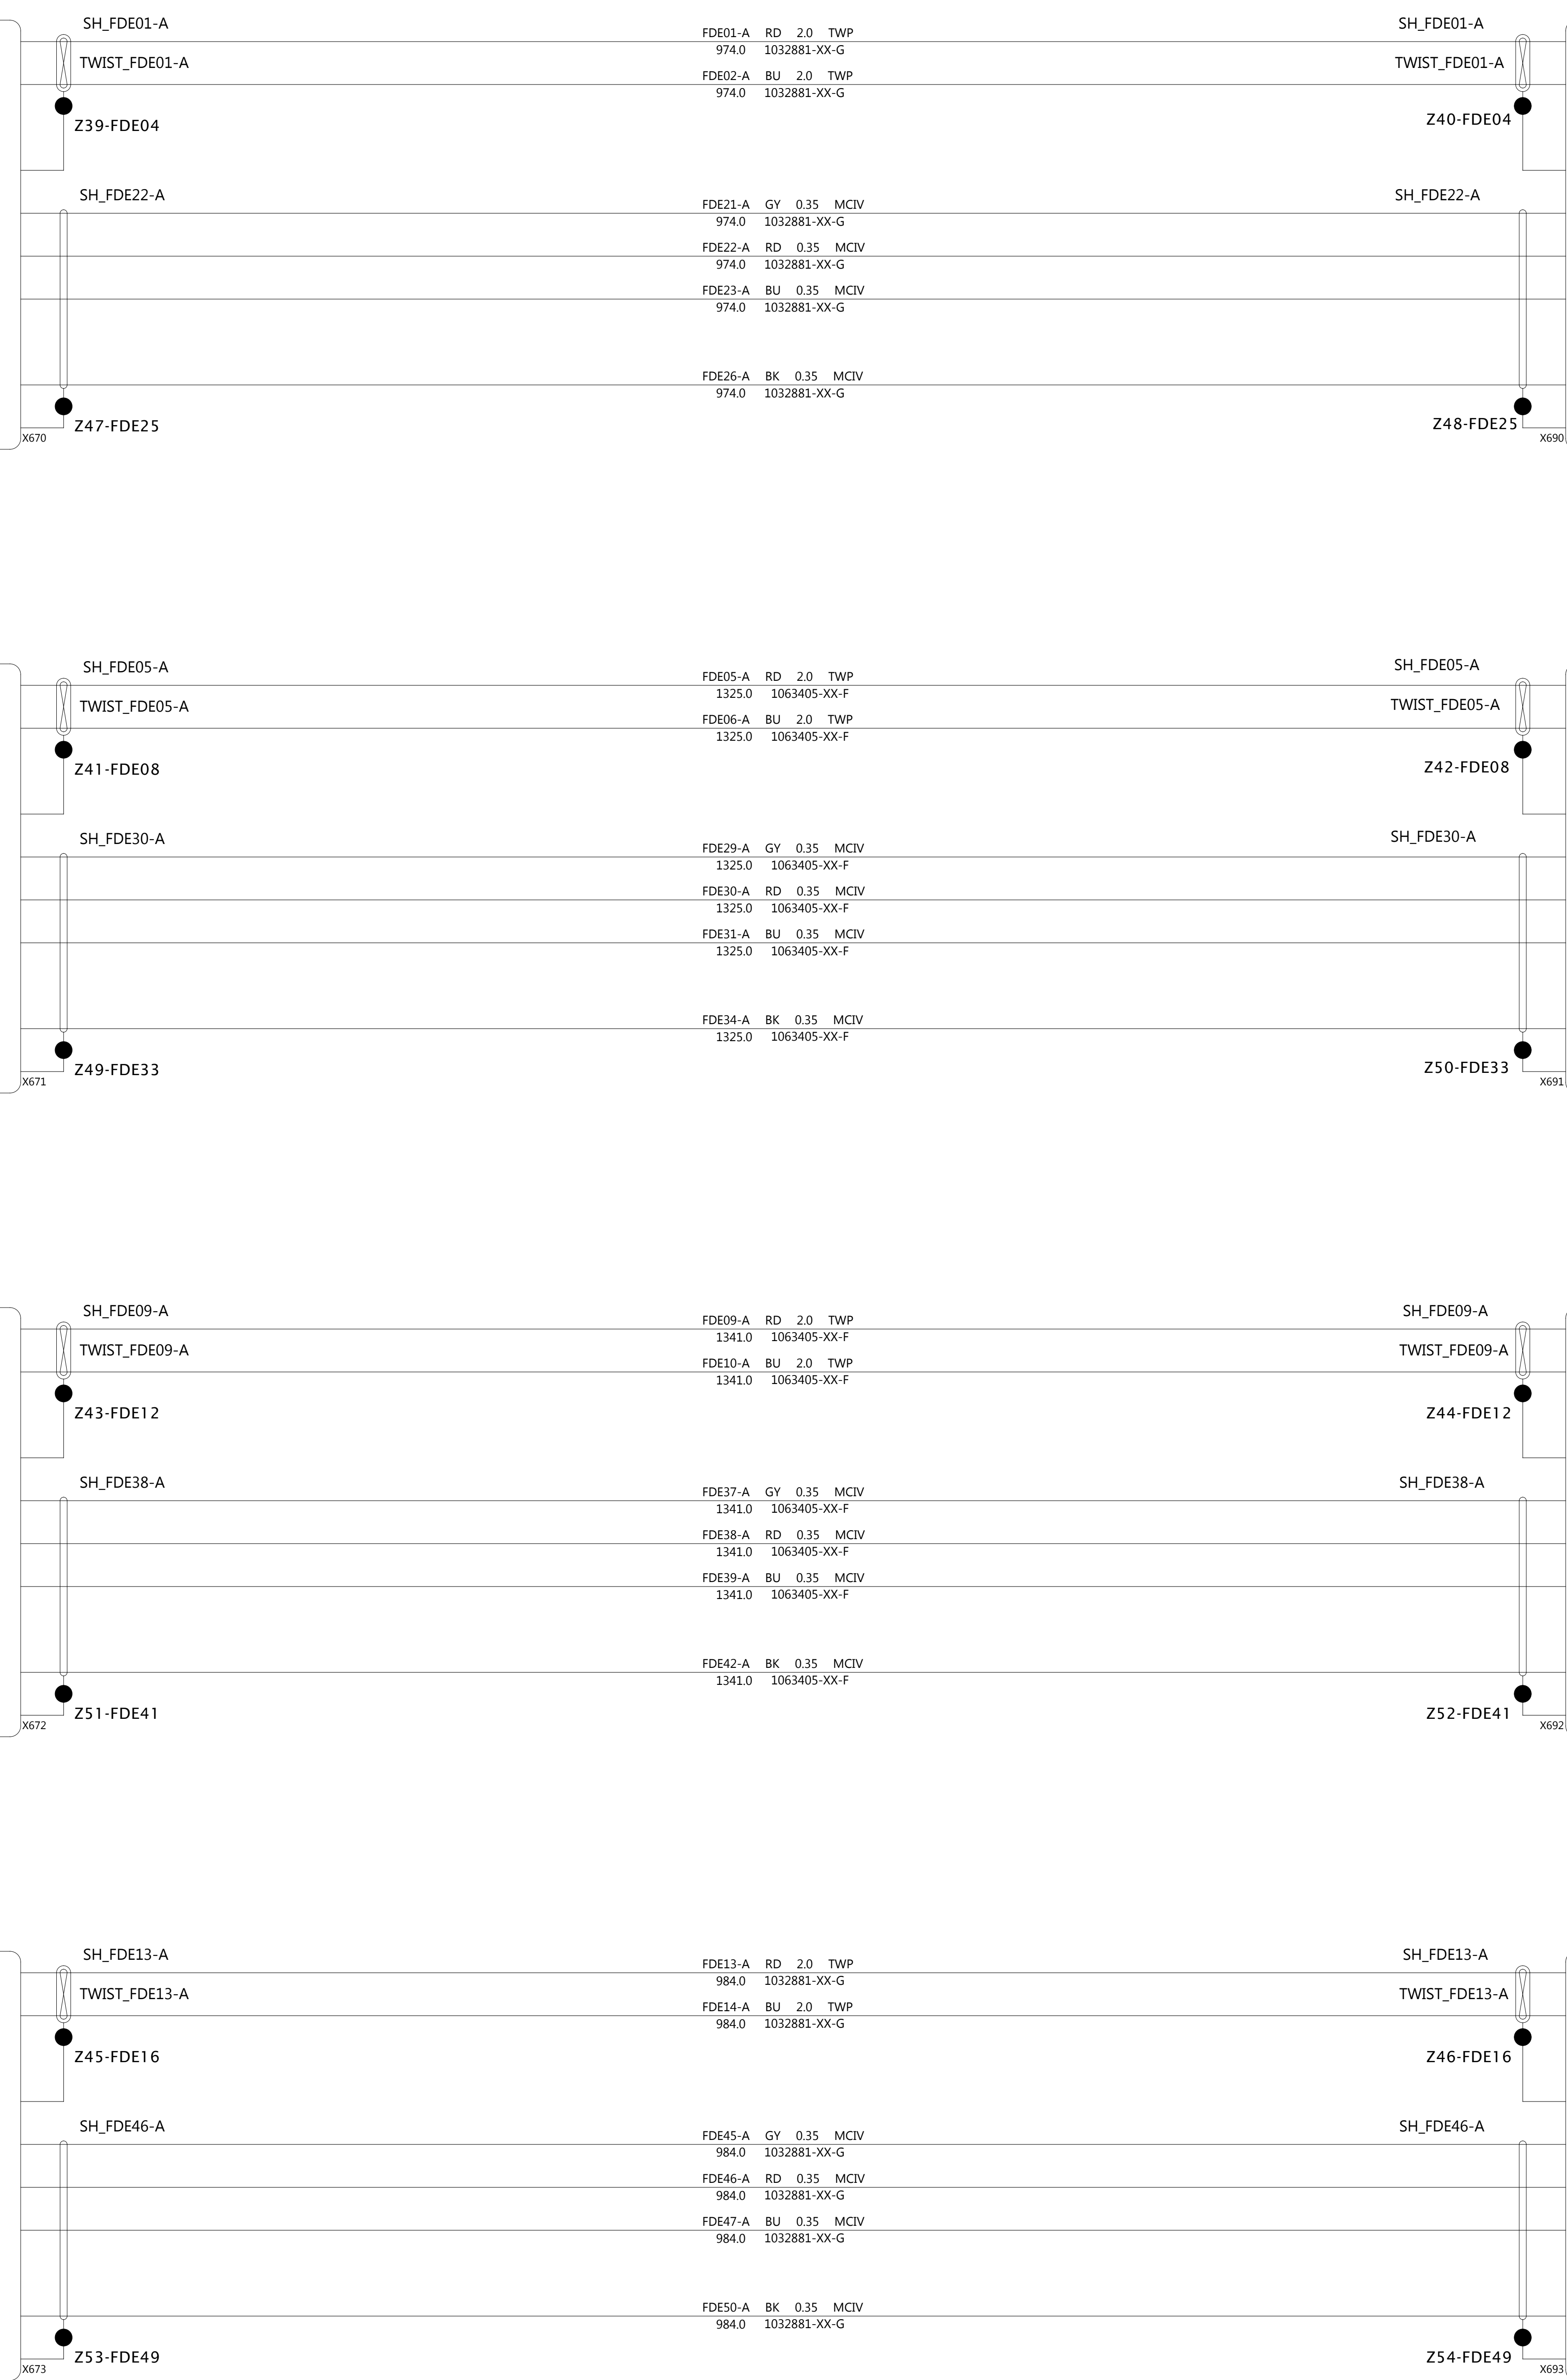 SH_FDE01-A
FDE01-A RD 2.0 TWP
SH_FDE01-A
974.0 1032881-XX-G
TWIST_FDE01-A
TWIST_FDE01-A
FDE02-A BU 2.0 TWP
974.0 1032881-XX-G
Z39-FDE04
Z40-FDE04
SH_FDE22-A
SH_FDE22-A
FDE21-A GY 0.35 MCIV
974.0 1032881-XX-G
FDE22-A RD 0.35 MCIV
974.0 1032881-XX-G
FDE23-A BU 0.35 MCIV
974.0 1032881-XX-G
FDE26-A BK 0.35 MCIV
974.0 1032881-XX-G
Z47-FDE25
Z48-FDE25
X670
X690
SH_FDE05-A
SH_FDE05-A
FDE05-A RD 2.0 TWP
1325.0 1063405-XX-F
TWIST_FDE05-A
TWIST_FDE05-A
FDE06-A BU 2.0 TWP
1325.0 1063405-XX-F
Z41-FDE08
Z42-FDE08
SH_FDE30-A
SH_FDE30-A
FDE29-A GY 0.35 MCIV
1325.0 1063405-XX-F
FDE30-A RD 0.35 MCIV
1325.0 1063405-XX-F
FDE31-A BU 0.35 MCIV
1325.0 1063405-XX-F
FDE34-A BK 0.35 MCIV
1325.0 1063405-XX-F
Z49-FDE33
Z50-FDE33
X671
X691
SH_FDE09-A
SH_FDE09-A
FDE09-A RD 2.0 TWP
1341.0 1063405-XX-F
TWIST_FDE09-A
TWIST_FDE09-A
FDE10-A BU 2.0 TWP
1341.0 1063405-XX-F
Z43-FDE12
Z44-FDE12
SH_FDE38-A
SH_FDE38-A
FDE37-A GY 0.35 MCIV
1341.0 1063405-XX-F
FDE38-A RD 0.35 MCIV
1341.0 1063405-XX-F
FDE39-A BU 0.35 MCIV
1341.0 1063405-XX-F
FDE42-A BK 0.35 MCIV
1341.0 1063405-XX-F
Z51-FDE41
Z52-FDE41
X672
X692
SH_FDE13-A
SH_FDE13-A
FDE13-A RD 2.0 TWP
984.0 1032881-XX-G
TWIST_FDE13-A
TWIST_FDE13-A
FDE14-A BU 2.0 TWP
984.0 1032881-XX-G
Z45-FDE16
Z46-FDE16
SH_FDE46-A
SH_FDE46-A
FDE45-A GY 0.35 MCIV
984.0 1032881-XX-G
FDE46-A RD 0.35 MCIV
984.0 1032881-XX-G
FDE47-A BU 0.35 MCIV
984.0 1032881-XX-G
FDE50-A BK 0.35 MCIV
984.0 1032881-XX-G
Z53-FDE49
Z54-FDE49
X673
X693